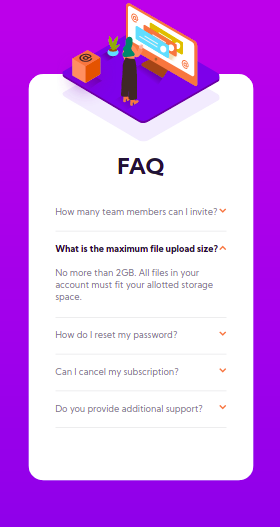 FAQ
How many team members can I invite?
What is the maximum file upload size?
No more than 2GB. All files in your
account must fit your allotted storage
space.
How do I reset my password?
Can I cancel my subscription?
Do you provide additional support?